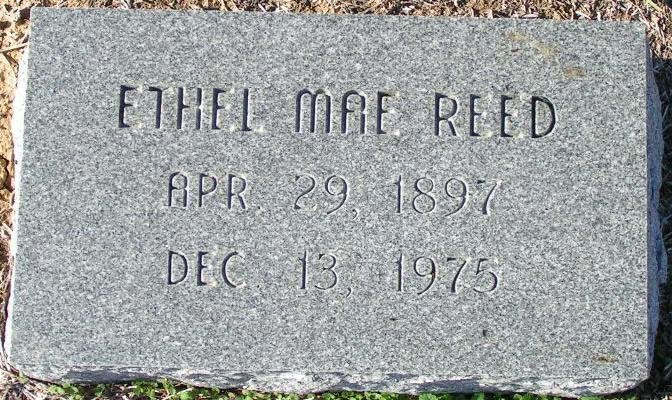 ETHEL MAE REED
APR. 29, 1897
DEC. 13, 1975